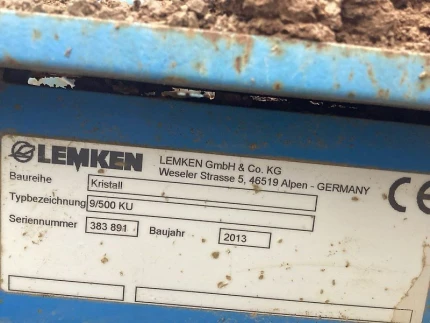 LEMKEN LEMKEN GmbH & Co. KG
Weseler Strasse 5, 46519 Alpen - GERMANY
Baureihe Kristall
CE
Typbezeichnung 9/500 KU
Seriennummer 383 891 Baujahr 2013